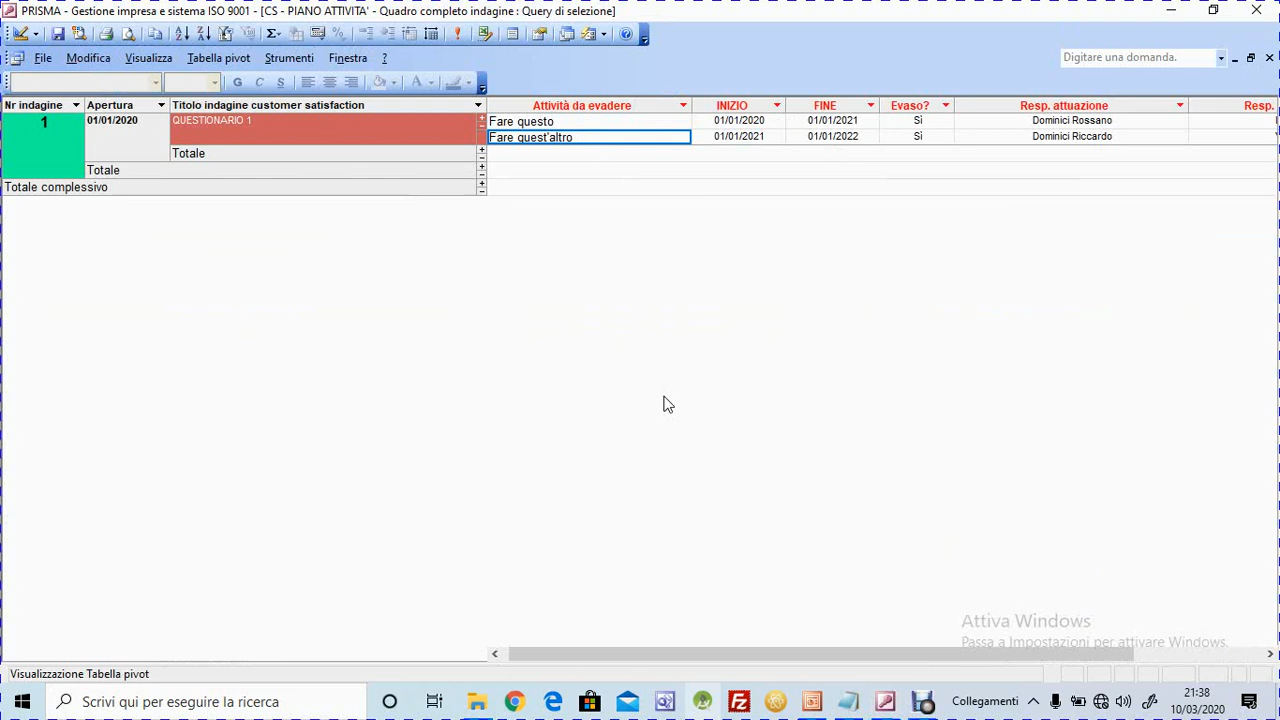 PRISMA - Gestione impresa e sistema ISO 9001 - [CS - PIANO ATTIVITA' - Quadro completo indagine : Query di selezione]
File Modifica Visualizza Tabella pivot Strumenti Finestra ? Digitare una domanda.
G C S A
Nr indagine Apertura Titolo indagine customer satisfaction Attività da evadere INIZIO FINE Evaso? Resp. attuazione Resp.
1 01/01/2020 QUESTIONARIO 1 Fare questo 01/01/2020 01/01/2021 Sì Dominici Rossano
Fare quest'altro 01/01/2021 01/01/2022 Sì Dominici Riccardo
Totale
Totale
Totale complessivo
Attiva Windows
Passa a Impostazioni per attivare Windows.
Visualizzazione Tabella pivot
Scrivi qui per eseguire la ricerca Collegamenti 21:38
10/03/2020